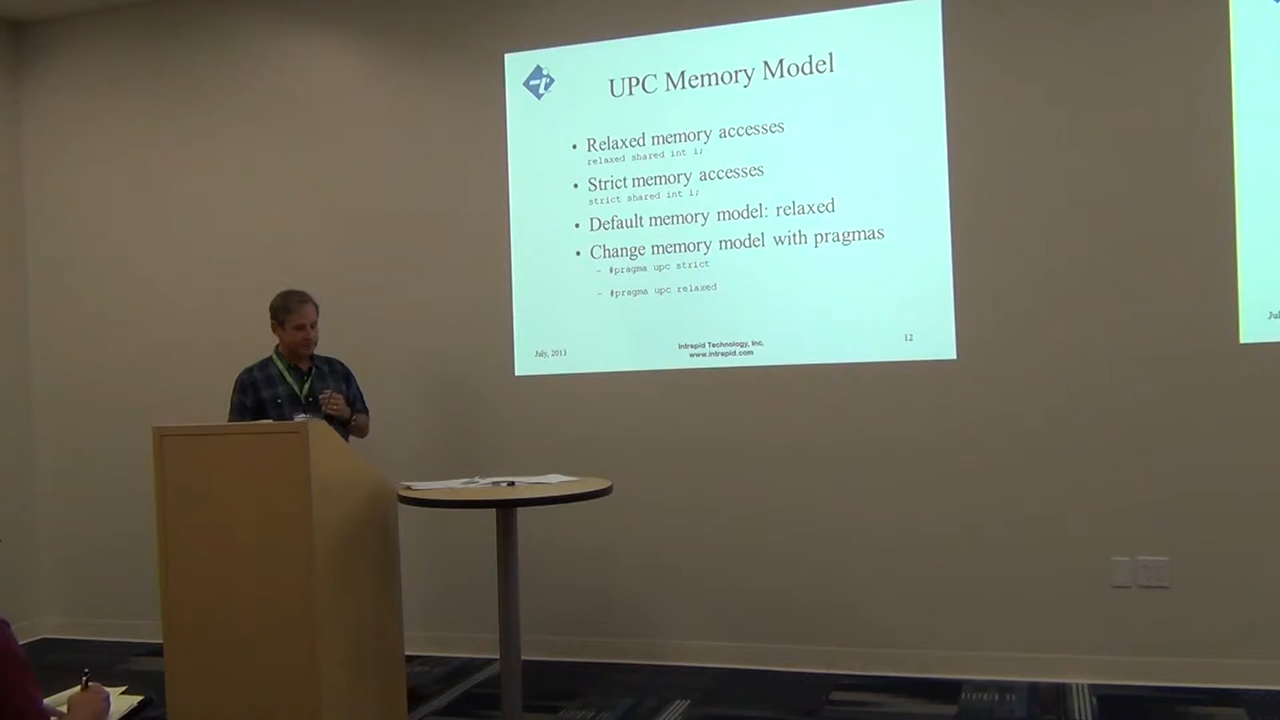 UPC Memory Model
• Relaxed memory accesses
relaxed shared int i;
• Strict memory accesses
strict shared int i;
• Default memory model: relaxed
• Change memory model with pragmas
– #pragma upc strict
– #pragma upc relaxed
July, 2013
Intrepid Technology, Inc.
www.intrepid.com
12